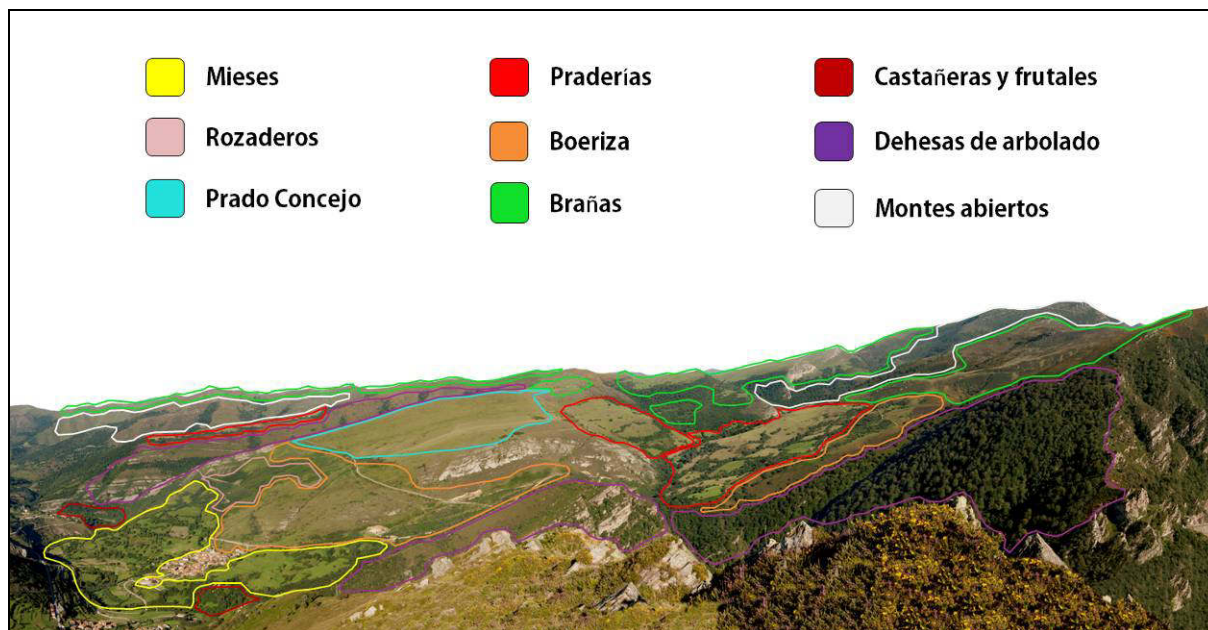 Mieses
Praderías
Castañeras y frutales
Rozaderos
Boeriza
Dehesas de arbolado
Prado Concejo
Brañas
Montes abiertos